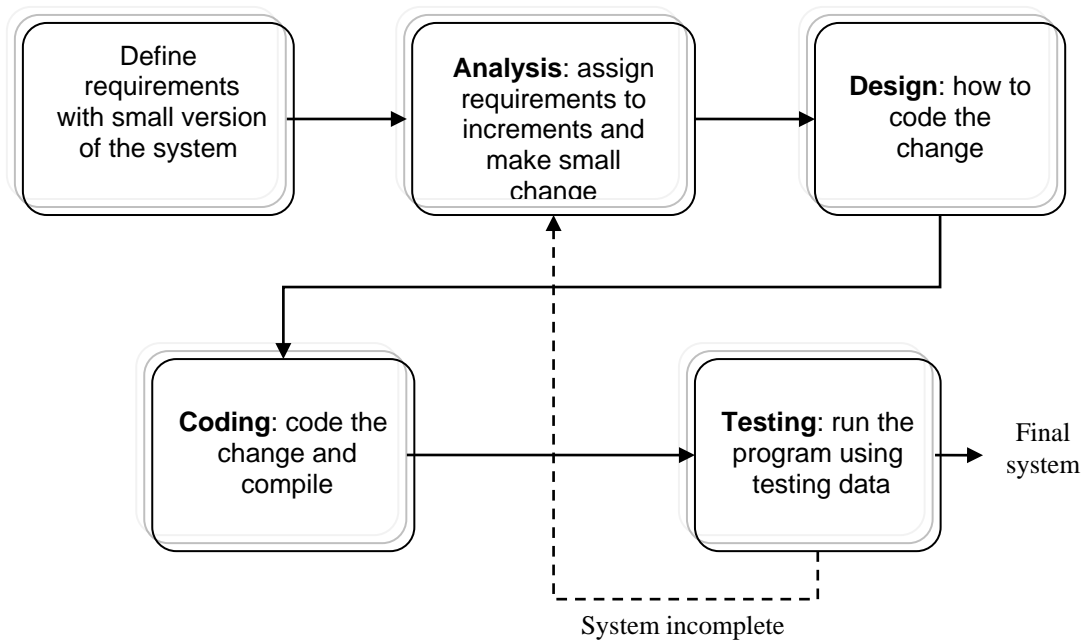 Define
requirements
with small version
of the system
Analysis: assign
requirements to
increments and
make small
change
Design: how to
code the
change
Coding: code the
change and
compile
Testing: run the
program using
testing data
Final
system
System incomplete